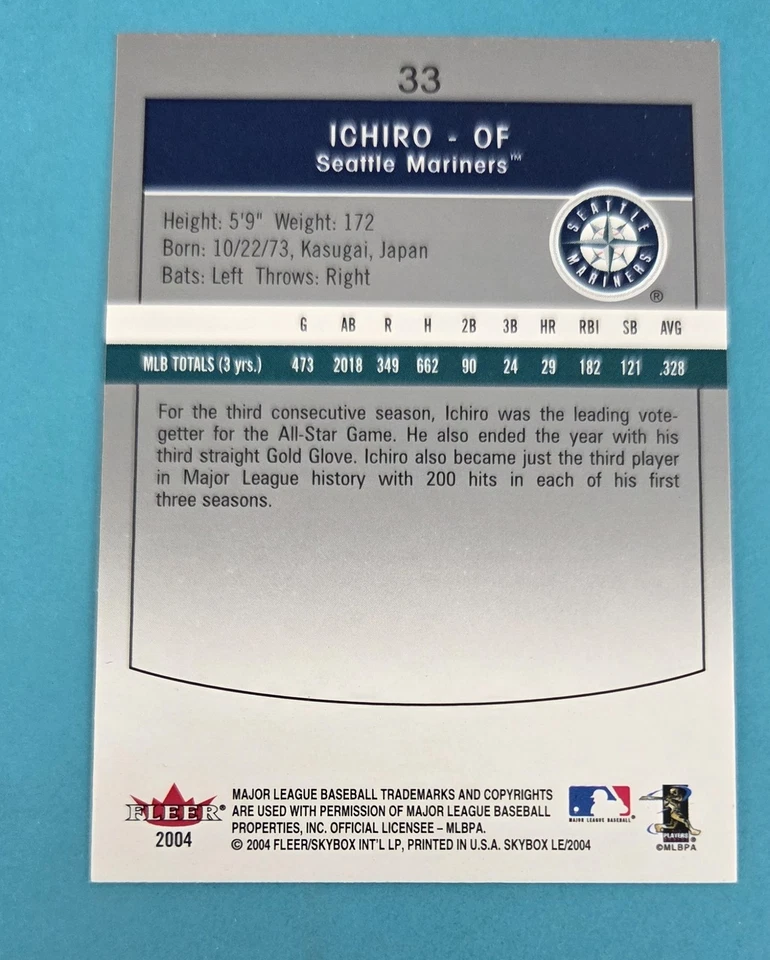 33
ICHIRO - OF
Seattle Mariners™
Height: 5'9" Weight: 172
Born: 10/22/73, Kasugai, Japan
Bats: Left Throws: Right
SEATTLE
MARINERS
®
G AB R H 2B 3B HR RBI SB AVG
MLB TOTALS (3 yrs.) 473 2018 349 662 90 24 29 182 121 .328
For the third consecutive season, Ichiro was the leading vote-
getter for the All-Star Game. He also ended the year with his
third straight Gold Glove. Ichiro also became just the third player
in Major League history with 200 hits in each of his first
three seasons.
FLEER®
2004
MAJOR LEAGUE BASEBALL TRADEMARKS AND COPYRIGHTS
ARE USED WITH PERMISSION OF MAJOR LEAGUE BASEBALL
PROPERTIES, INC. OFFICIAL LICENSEE – MLBPA.
© 2004 FLEER/SKYBOX INT'L LP, PRINTED IN U.S.A. SKYBOX LE/2004
MAJOR LEAGUE BASEBALL®
PLAYERS
©MLBPA